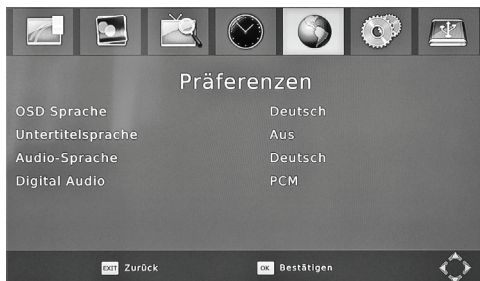 Präferenzen
OSD Sprache Deutsch
Untertitelsprache Aus
Audio-Sprache Deutsch
Digital Audio PCM
EXIT Zurück OK Bestätigen